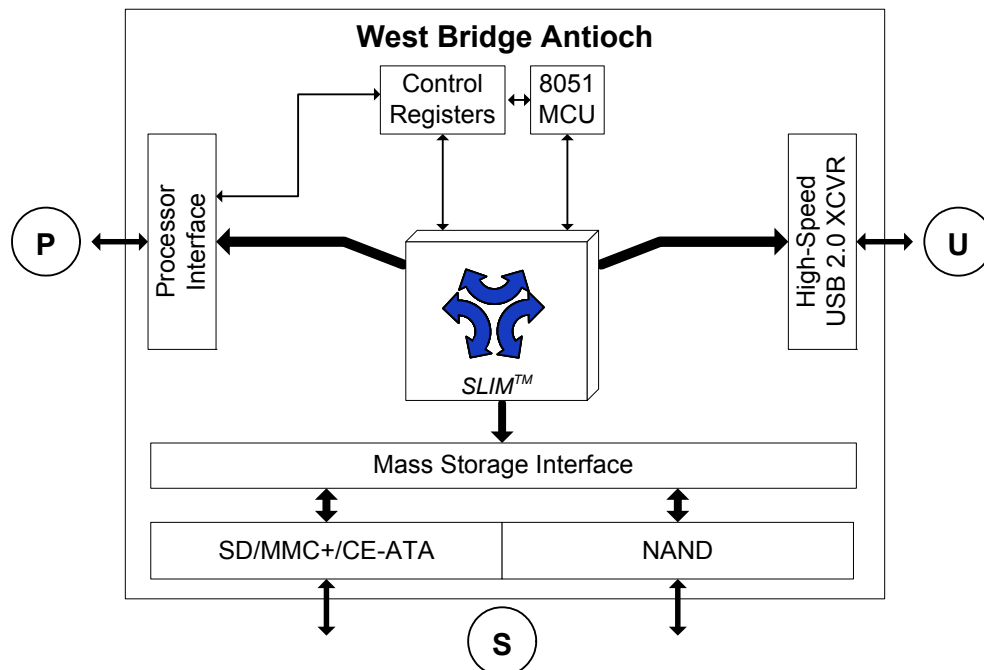 West Bridge Antioch
Control
Registers
8051
MCU
P
Processor
Interface
High-Speed
USB 2.0 XCVR
U
SLIM™
Mass Storage Interface
SD/MMC+/CE-ATA
NAND
S